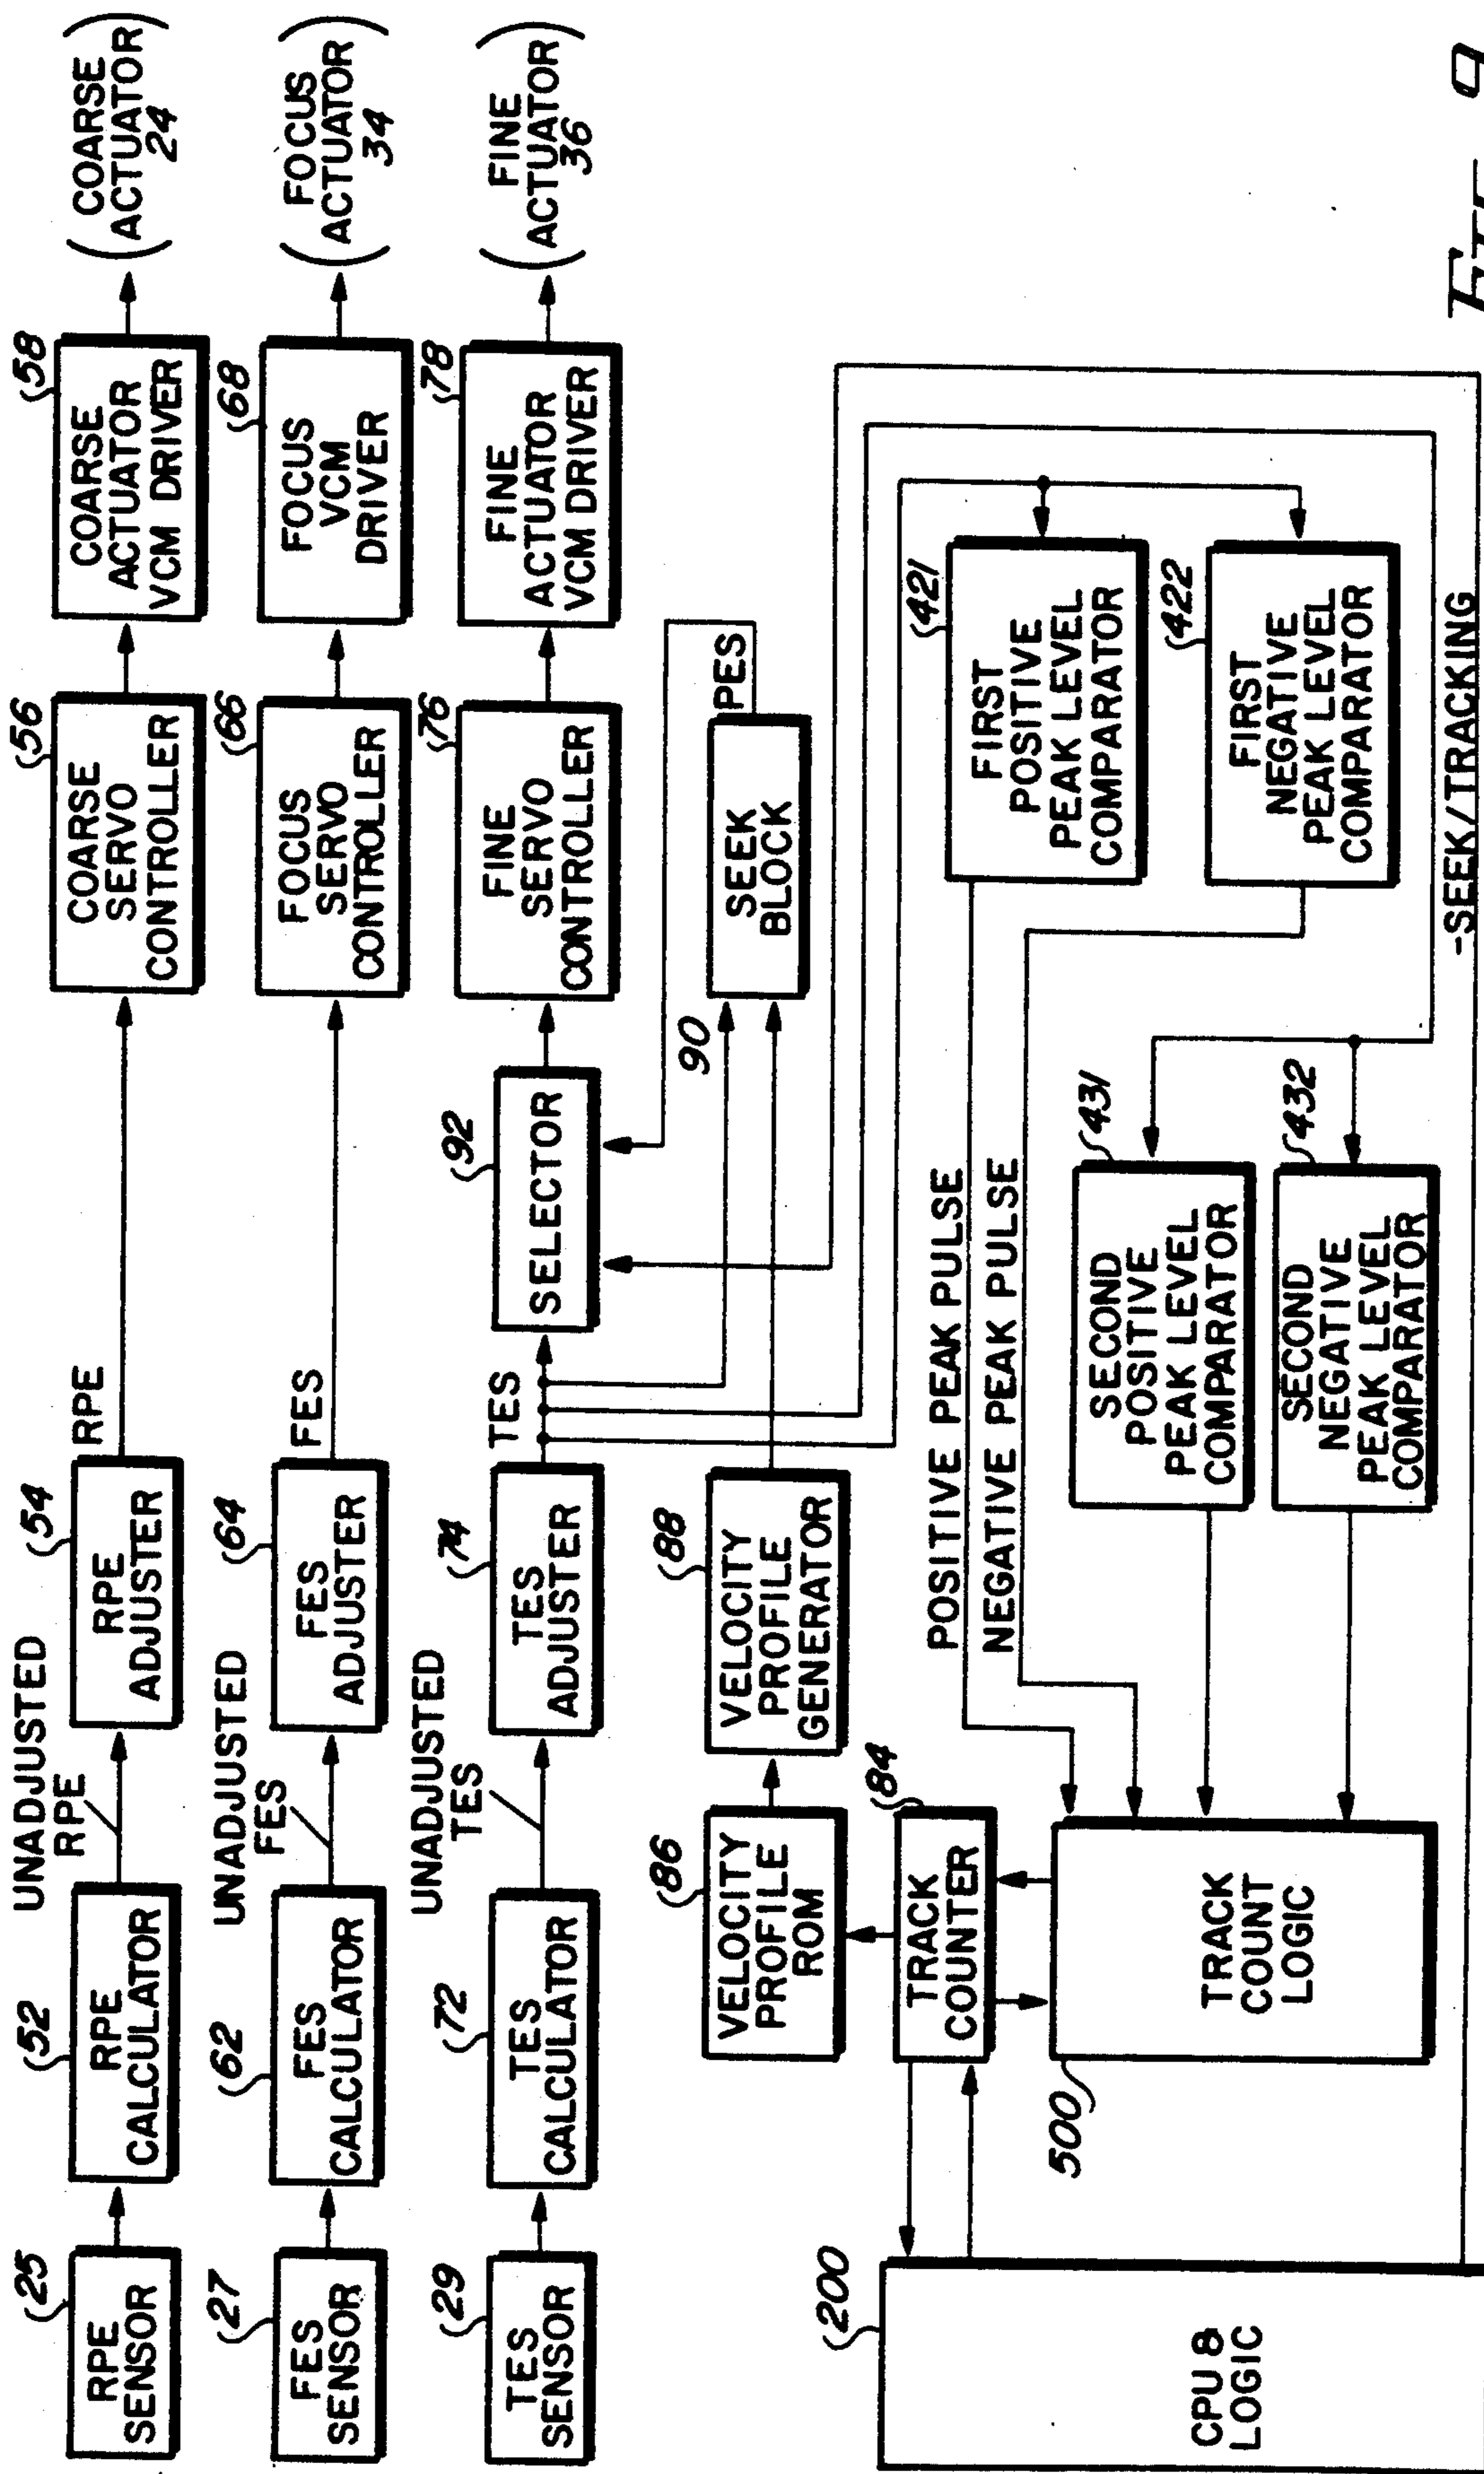 25
RPE
SENSOR
52
RPE
CALCULATOR
UNADJUSTED
RPE
54
RPE
ADJUSTER
RPE
56
COARSE
SERVO
CONTROLLER
58
COARSE
ACTUATOR
VCM DRIVER
(COARSE
ACTUATOR)
24
27
FES
SENSOR
62
FES
CALCULATOR
UNADJUSTED
FES
64
FES
ADJUSTER
FES
66
FOCUS
SERVO
CONTROLLER
68
FOCUS
VCM
DRIVER
(FOCUS
ACTUATOR)
34
29
TES
SENSOR
72
TES
CALCULATOR
UNADJUSTED
TES
74
TES
ADJUSTER
TES
92
SELECTOR
76
FINE
SERVO
CONTROLLER
78
FINE
ACTUATOR
VCM DRIVER
(FINE
ACTUATOR)
36
86
VELOCITY
PROFILE
ROM
88
VELOCITY
PROFILE
GENERATOR
90
SEEK
BLOCK
PES
84
TRACK
COUNTER
POSITIVE PEAK PULSE
NEGATIVE PEAK PULSE
421
FIRST
POSITIVE
PEAK LEVEL
COMPARATOR
422
FIRST
NEGATIVE
PEAK LEVEL
COMPARATOR
200
CPU &
LOGIC
500
TRACK
COUNT
LOGIC
431
SECOND
POSITIVE
PEAK LEVEL
COMPARATOR
432
SECOND
NEGATIVE
PEAK LEVEL
COMPARATOR
-SEEK/TRACKING